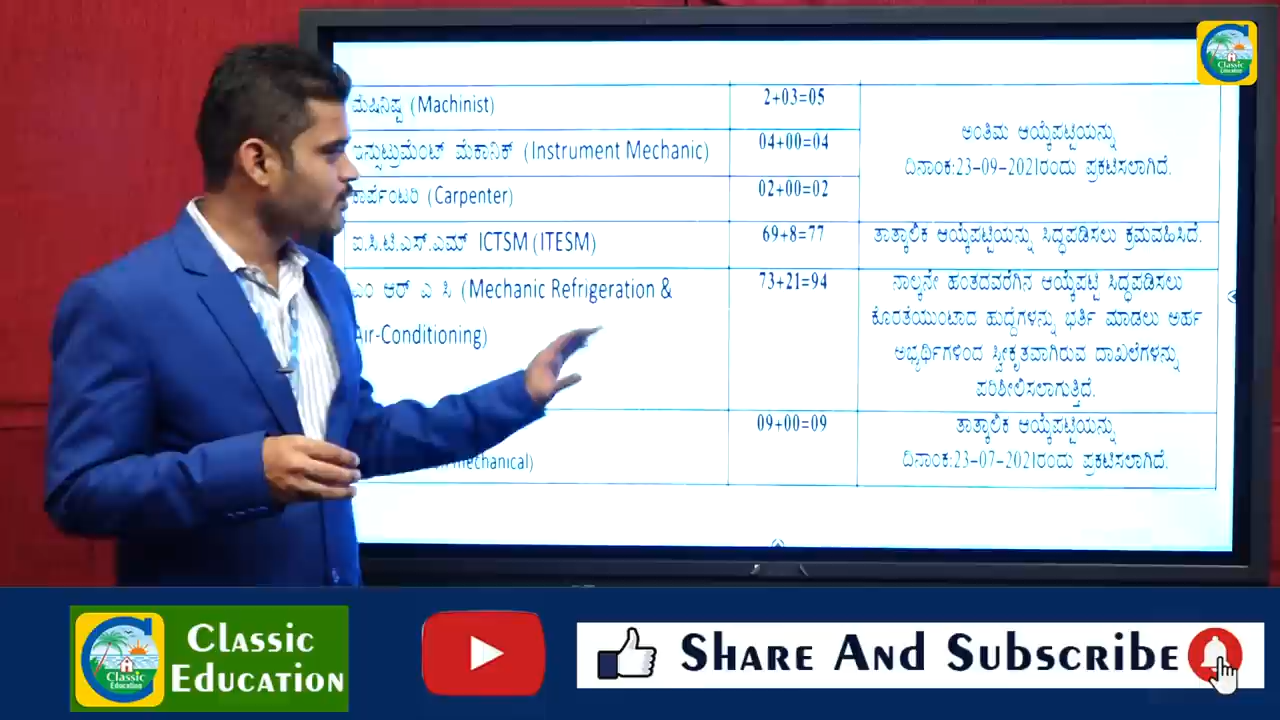 Classic
Education
ಮೆಷಿನಿಷ್ಟ (Machinist)
2+03=05
ಅಂತಿಮ ಆಯ್ಕೆಪಟ್ಟಿಯನ್ನು
ದಿನಾಂಕ:23-09-2021ರಂದು ಪ್ರಕಟಿಸಲಾಗಿದೆ.
ಇನ್ಸುಟ್ರುಮೆಂಟ್ ಮೆಕಾನಿಕ್ (Instrument Mechanic)
04+00=04
ಕಾರ್ಪೆಂಟರಿ (Carpenter)
02+00=02
ಐ.ಸಿ.ಟಿ.ಎಸ್.ಎಮ್ ICTSM (ITESM)
69+8=77
ತಾತ್ಕಾಲಿಕ ಆಯ್ಕೆಪಟ್ಟಿಯನ್ನು ಸಿದ್ಧಪಡಿಸಲು ಕ್ರಮವಹಿಸಿದೆ.
ಎಂ ಆರ್ ಎ ಸಿ (Mechanic Refrigeration &
Air-Conditioning)
73+21=94
ನಾಲ್ಕನೇ ಹಂತದವರೆಗಿನ ಆಯ್ಕೆಪಟ್ಟಿ ಸಿದ್ಧಪಡಿಸಲು
ಕೊರತೆಯುಂಟಾದ ಹುದ್ದೆಗಳನ್ನು ಭರ್ತಿ ಮಾಡಲು ಅರ್ಹ
ಅಭ್ಯರ್ಥಿಗಳಿಂದ ಸ್ವೀಕೃತವಾಗಿರುವ ದಾಖಲೆಗಳನ್ನು
ಪರಿಶೀಲಿಸಲಾಗುತ್ತಿದೆ.
mechanical)
09+00=09
ತಾತ್ಕಾಲಿಕ ಆಯ್ಕೆಪಟ್ಟಿಯನ್ನು
ದಿನಾಂಕ:23-07-2021ರಂದು ಪ್ರಕಟಿಸಲಾಗಿದೆ.
Classic
Education
Classic
Education
Share And Subscribe